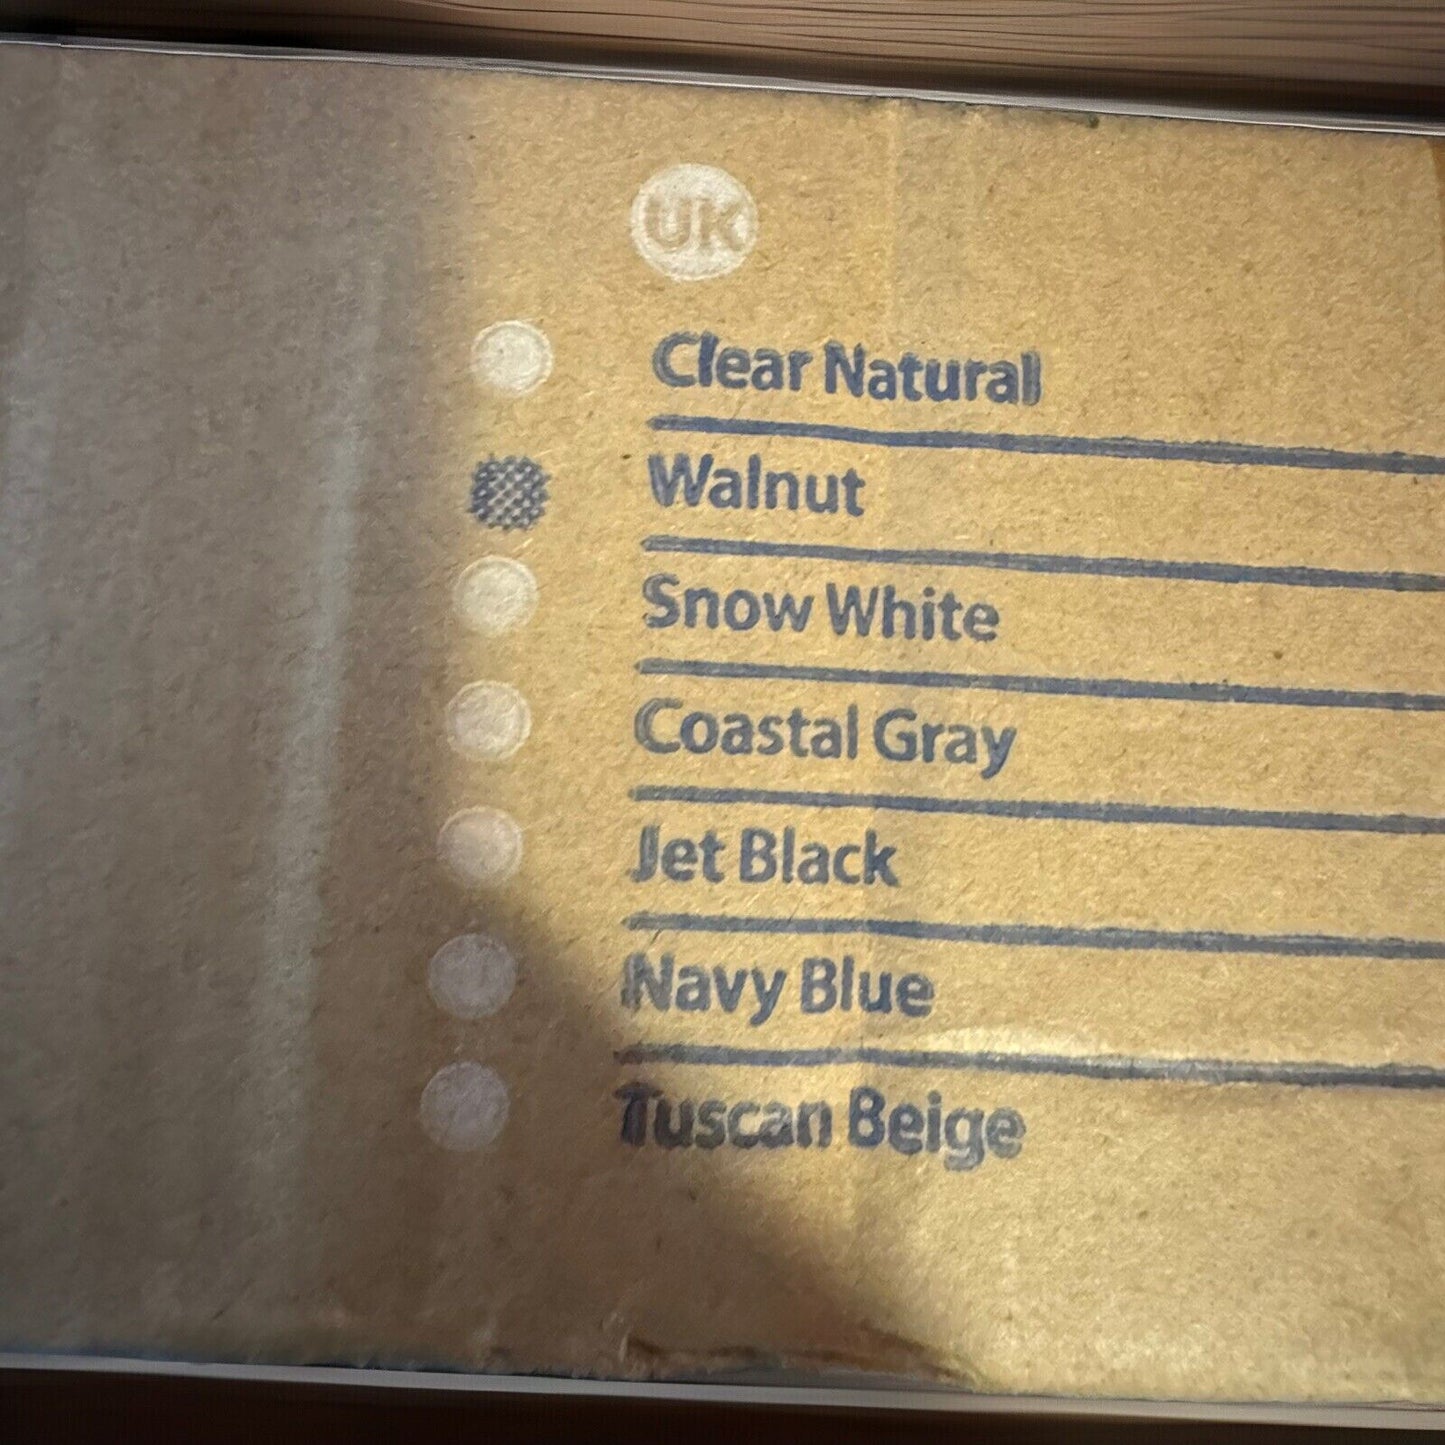 UK
Clear Natural
Walnut
Snow White
Coastal Gray
Jet Black
Navy Blue
Tuscan Beige